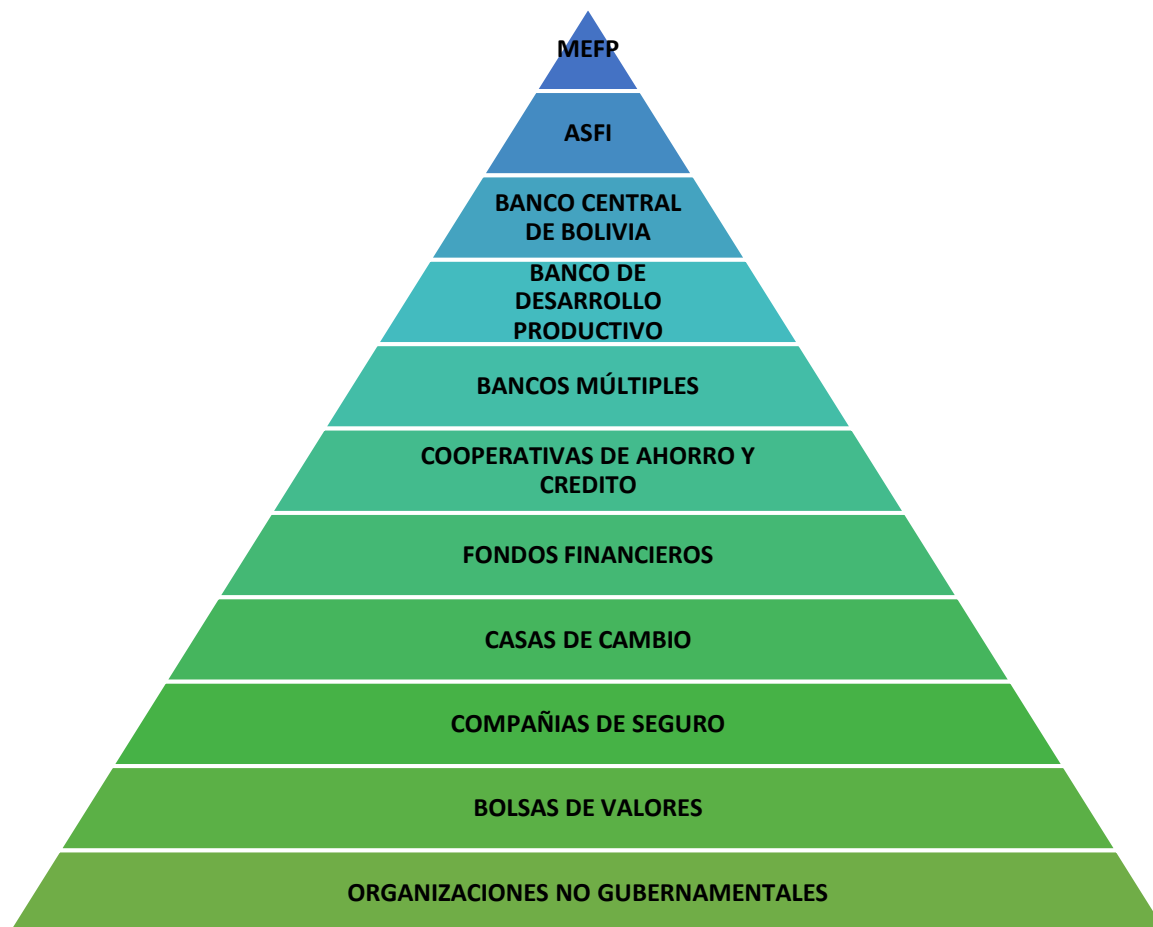 MEFP
ASFI
BANCO CENTRAL
DE BOLIVIA
BANCO DE
DESARROLLO
PRODUCTIVO
BANCOS MÚLTIPLES
COOPERATIVAS DE AHORRO Y
CREDITO
FONDOS FINANCIEROS
CASAS DE CAMBIO
COMPAÑIAS DE SEGURO
BOLSAS DE VALORES
ORGANIZACIONES NO GUBERNAMENTALES